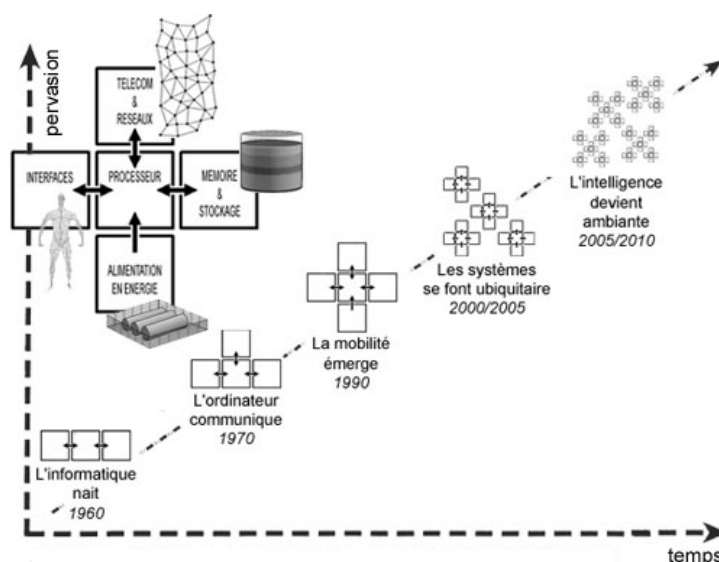 pervasion
TELECOM
&
RESEAUX
INTERFACES
PROCESSEUR
MEMOIRE
&
STOCKAGE
ALIMENTATION
EN ENERGIE
L'informatique
nait
1960
L'ordinateur
communique
1970
La mobilité
émerge
1990
Les systèmes
se font ubiquitaire
2000/2005
L'intelligence
devient
ambiante
2005/2010
temps